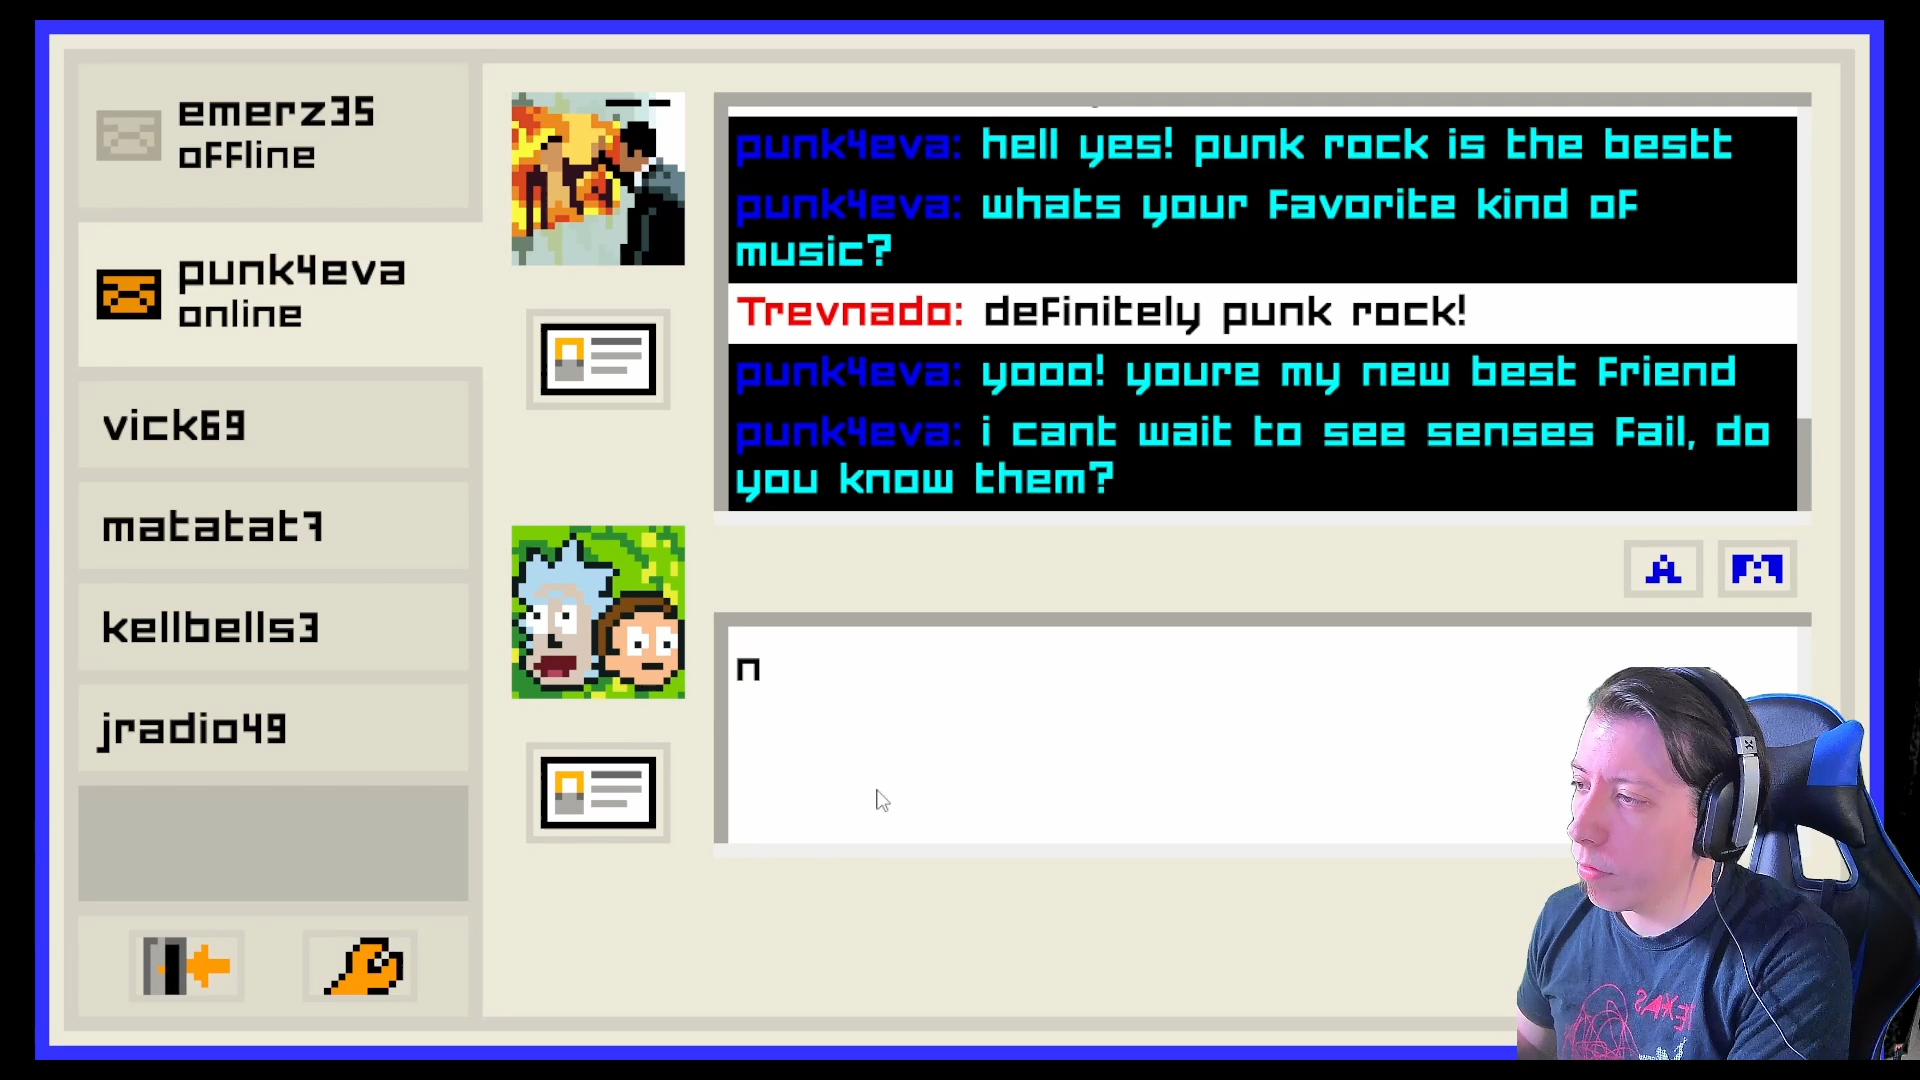 emerz35
offline
punk4eva
online
vick69
matatat7
kellbells3
jradio49
punk4eva: hell yes! punk rock is the bestt
punk4eva: whats your favorite kind of
music?
Trevnado: definitely punk rock!
punk4eva: yooo! youre my new best friend
punk4eva: i cant wait to see senses fail, do
you know them?
A M
n
TEXAS